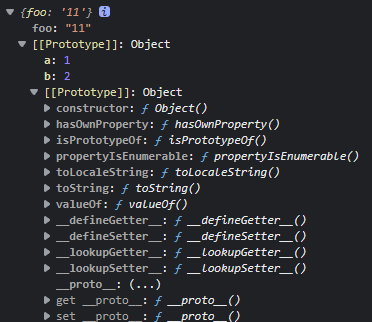 {foo: '11'} i
foo: "11"
[[Prototype]]: Object
a: 1
b: 2
[[Prototype]]: Object
constructor: ƒ Object()
hasOwnProperty: ƒ hasOwnProperty()
isPrototypeOf: ƒ isPrototypeOf()
propertyIsEnumerable: ƒ propertyIsEnumerable()
toLocaleString: ƒ toLocaleString()
toString: ƒ toString()
valueOf: ƒ valueOf()
__defineGetter__: ƒ __defineGetter__()
__defineSetter__: ƒ __defineSetter__()
__lookupGetter__: ƒ __lookupGetter__()
__lookupSetter__: ƒ __lookupSetter__()
__proto__: (...)
get __proto__: ƒ __proto__()
set __proto__: ƒ __proto__()